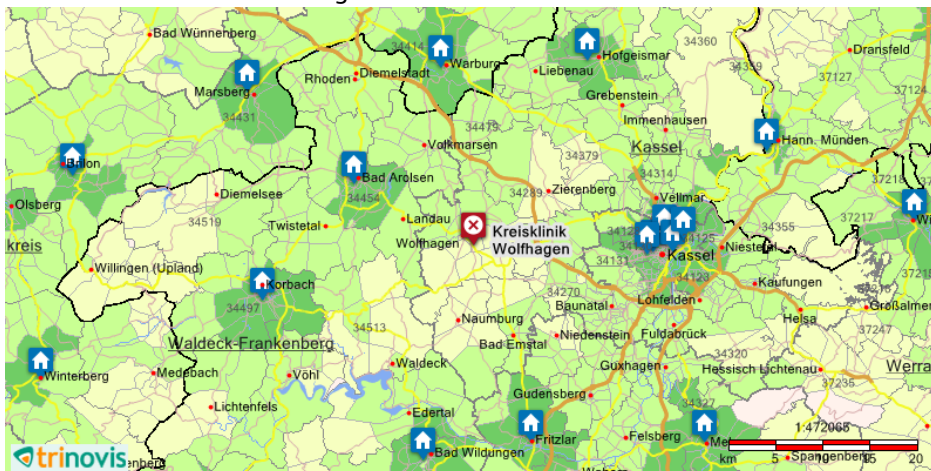 Bad Wünnenberg
34414
Warburg
Hofgeismar
34360
Dransfeld
34359
37127
Rhoden
Diemelstadt
Liebenau
Marsberg
34431
Grebenstein
37124
Immenhausen
34479
Volkmarsen
Kassel
Hann. Münden
Brilon
34379
34314
Bad Arolsen
34289
Zierenberg
37218
Olsberg
Diemelsee
34454
Vellmar
34519
Twistetal
Landau
37217
kreis
Wolfhagen
Kreisklinik
Wolfhagen
34355
34125
Niestetal
Kassel
Willingen (Upland)
34131
34123
37218
Korbach
34270
Kaufungen
34497
Baunatal
Lohfelden
Großalmer
Naumburg
Helsa
34513
Niedenstein
Fuldabrück
37247
Waldeck-Frankenberg
Bad Emstal
34320
Waldeck
Guxhagen
Hessisch Lichtenau
Werra
Winterberg
Medebach
Vöhl
37235
Gudensberg
Lichtenfels
Edertal
34327
1:472065
Fritzlar
Felsberg
Bad Wildungen
km
5
20
Spangenberg
trinovis